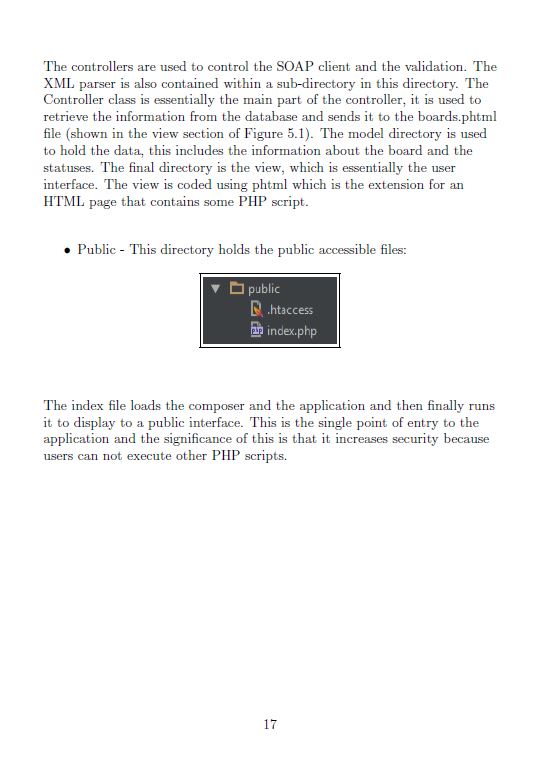 The controllers are used to control the SOAP client and the validation. The
XML parser is also contained within a sub-directory in this directory. The
Controller class is essentially the main part of the controller, it is used to
retrieve the information from the database and sends it to the boards.phtml
file (shown in the view section of Figure 5.1). The model directory is used
to hold the data, this includes the information about the board and the
statuses. The final directory is the view, which is essentially the user
interface. The view is coded using phtml which is the extension for an
HTML page that contains some PHP script.
• Public - This directory holds the public accessible files:
public
.htaccess
php index.php
The index file loads the composer and the application and then finally runs
it to display to a public interface. This is the single point of entry to the
application and the significance of this is that it increases security because
users can not execute other PHP scripts.
17